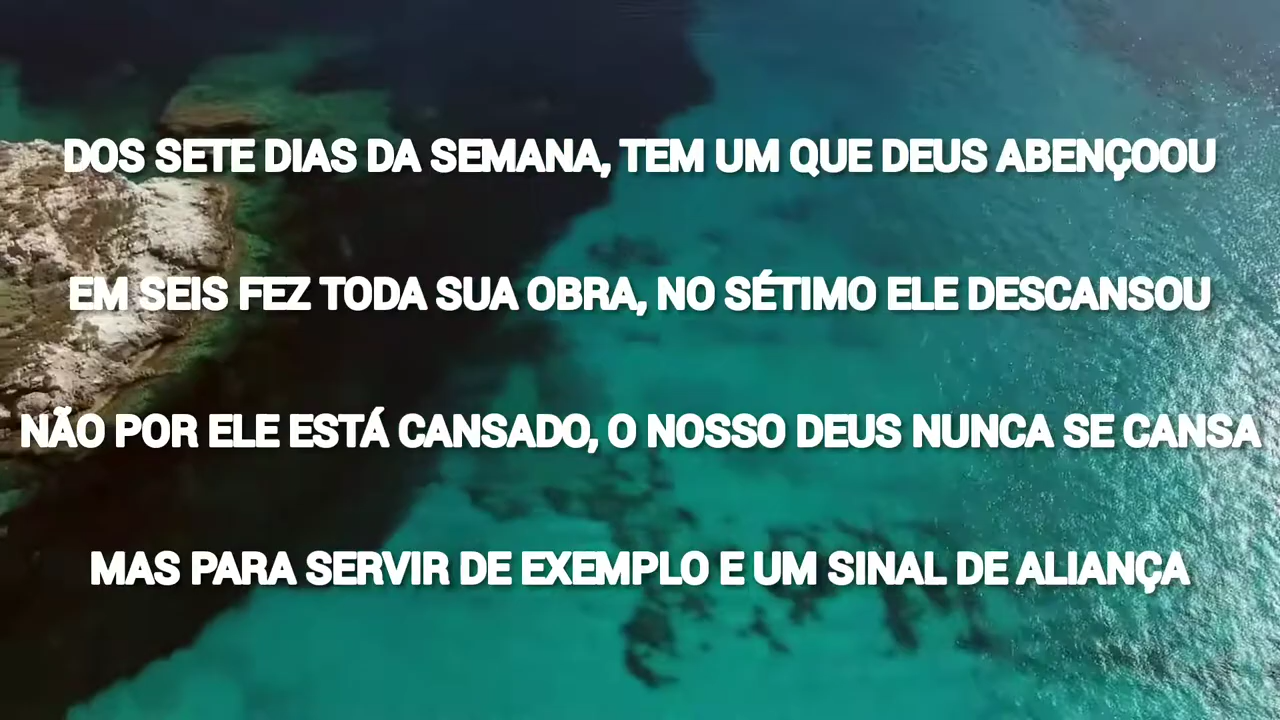 DOS SETE DIAS DA SEMANA, TEM UM QUE DEUS ABENÇOOU
EM SEIS FEZ TODA SUA OBRA, NO SÉTIMO ELE DESCANSOU
NÃO POR ELE ESTÁ CANSADO, O NOSSO DEUS NUNCA SE CANSA
MAS PARA SERVIR DE EXEMPLO E UM SINAL DE ALIANÇA